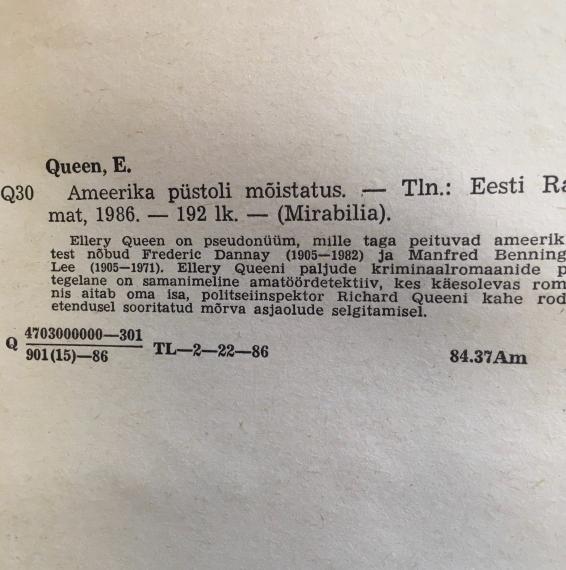 Queen, E.
Q30 Ameerika püstoli mõistatus. — Tln.: Eesti Ra
mat, 1986. — 192 lk. — (Mirabilia).
Ellery Queen on pseudonüüm, mille taga peituvad ameerik
test nõbud Frederic Dannay (1905—1982) ja Manfred Benning
Lee (1905—1971). Ellery Queeni paljude kriminaalromaanide p
tegelane on samanimeline amatöördetektiiv, kes käesolevas rom
nis aitab oma isa, politseiinspektor Richard Queeni kahe rod
etendusel sooritatud mõrva asjaolude selgitamisel.
Q 4703000000—301
901(15)—86 TL—2—22—86 84.37Am